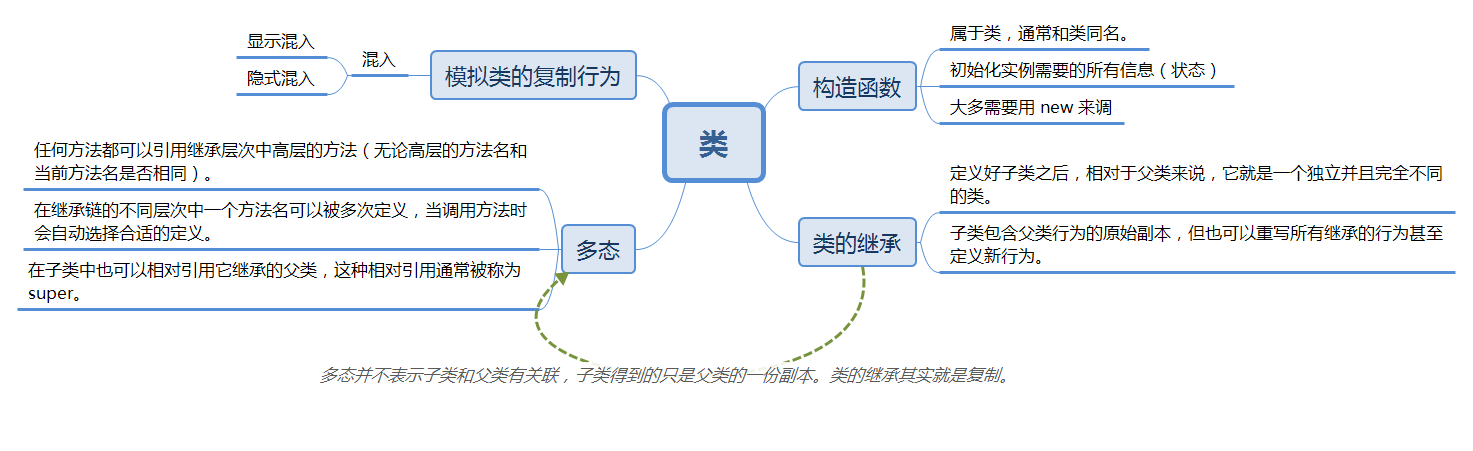 类
模拟类的复制行为
混入
显示混入
隐式混入
构造函数
属于类，通常和类同名。
初始化实例需要的所有信息（状态）
大多需要用 new 来调
多态
任何方法都可以引用继承层次中高层的方法（无论高层的方法名和
当前方法名是否相同）。
在继承链的不同层次中一个方法名可以被多次定义，当调用方法时
会自动选择合适的定义。
在子类中也可以相对引用它继承的父类，这种相对引用通常被称为
super。
类的继承
定义好子类之后，相对于父类来说，它就是一个独立并且完全不同
的类。
子类包含父类行为的原始副本，但也可以重写所有继承的行为甚至
定义新行为。
多态并不表示子类和父类有关联，子类得到的只是父类的一份副本。类的继承其实就是复制。